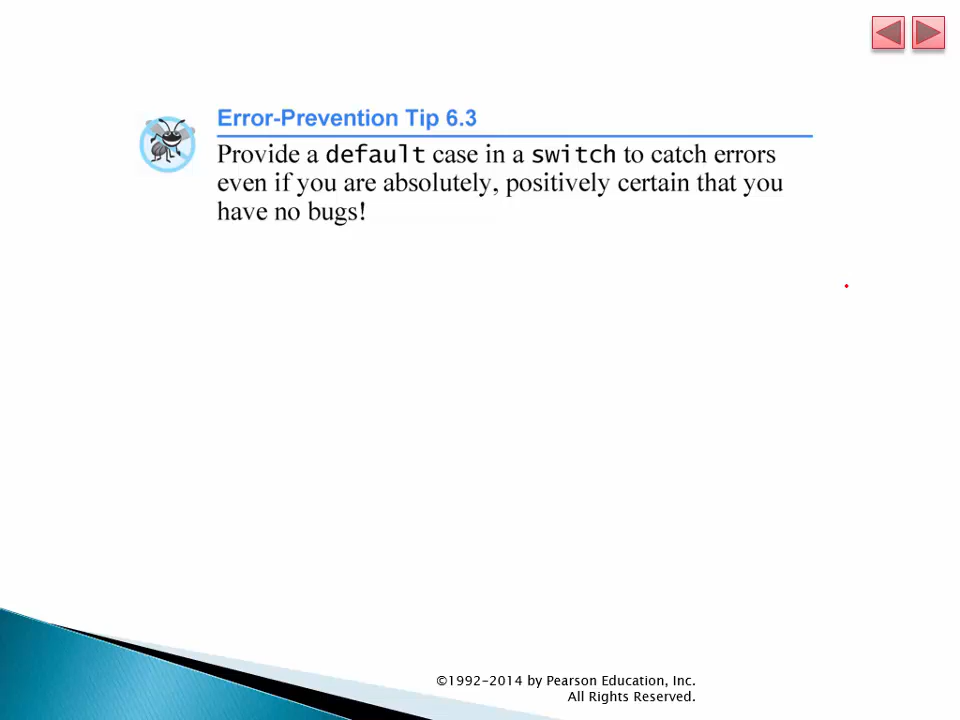 Error-Prevention Tip 6.3
Provide a default case in a switch to catch errors
even if you are absolutely, positively certain that you
have no bugs!
©1992-2014 by Pearson Education, Inc.
All Rights Reserved.